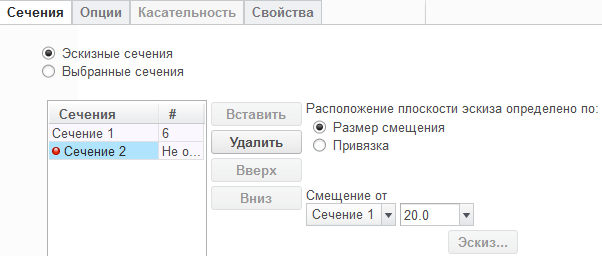 Сечения Опции Касательность Свойства
Эскизные сечения
Выбранные сечения
Сечения #
Сечение 1 6
Сечение 2 Не о...
Вставить
Удалить
Вверх
Вниз
Расположение плоскости эскиза определено по:
Размер смещения
Привязка
Смещение от
Сечение 1 20.0
Эскиз...